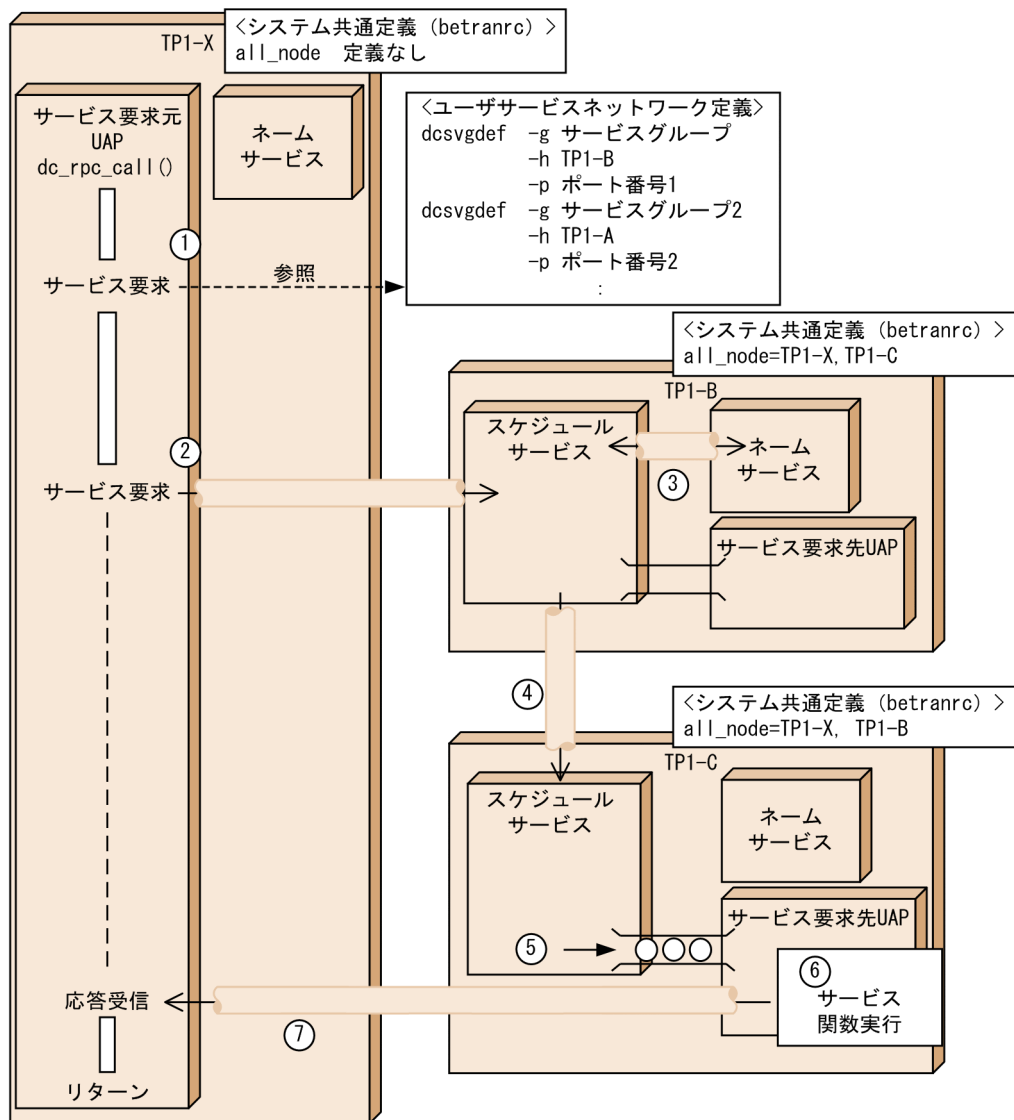 <システム共通定義（betranrc）>
all_node　定義なし
TP1-X
サービス要求元
UAP
dc_rpc_call()
ネーム
サービス
<ユーザサービスネットワーク定義>
dcsvgdef　-g サービスグループ
-h TP1-B
-p ポート番号1
dcsvgdef　-g サービスグループ2
-h TP1-A
-p ポート番号2
:
①
サービス要求
参照
<システム共通定義（betranrc）>
all_node=TP1-X,TP1-C
TP1-B
スケジュール
サービス
ネーム
サービス
②
③
サービス要求
サービス要求先UAP
④
<システム共通定義（betranrc）>
all_node=TP1-X, TP1-B
TP1-C
スケジュール
サービス
ネーム
サービス
サービス要求先UAP
⑤
⑥
サービス
関数実行
応答受信
⑦
リターン